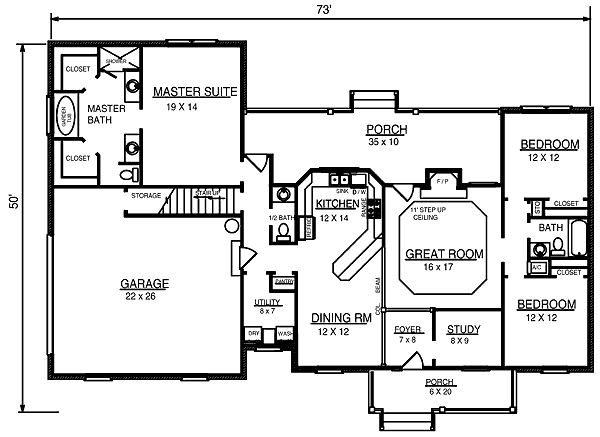 73'
50'
CLOSET
SHOWER
GARDEN
TUB
MASTER
BATH
CLOSET
MASTER SUITE
19 X 14
PORCH
35 x 10
BEDROOM
12 X 12
STORAGE
STAIR UP
1/2 BATH
SINK
D/W
KITCHEN
12 X 14
RANGE
REFRIG
F/P
11' STEP UP
CEILING
GREAT ROOM
16 x 17
STO
CLOSET
BATH
A/C
CLOSET
GARAGE
22 x 26
PANTRY
UTILITY
8 x 7
DRY
WASH
DINING RM
12 X 12
COL. BEAM
FOYER
7 x 8
STUDY
8 X 9
BEDROOM
12 X 12
PORCH
6 X 20